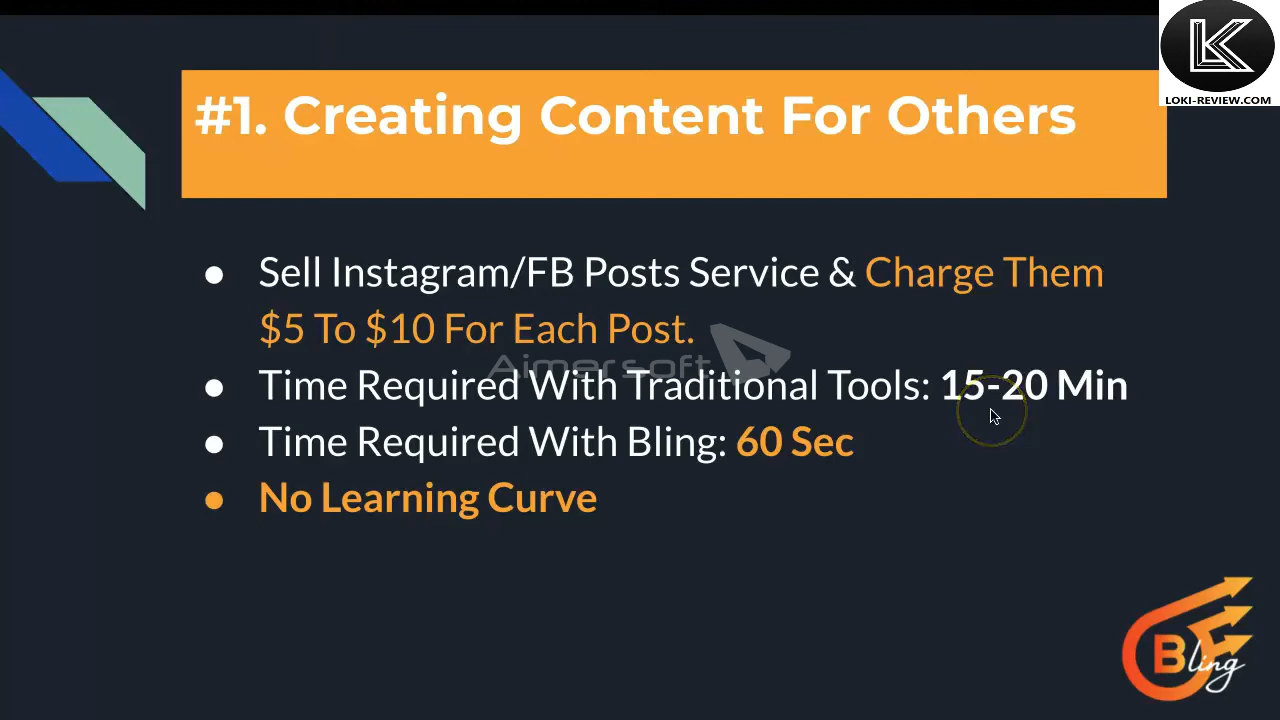 LOKI-REVIEW.COM
#1. Creating Content For Others
● Sell Instagram/FB Posts Service & Charge Them
$5 To $10 For Each Post.
Aimersoft
● Time Required With Traditional Tools: 15-20 Min
● Time Required With Bling: 60 Sec
● No Learning Curve
Bling